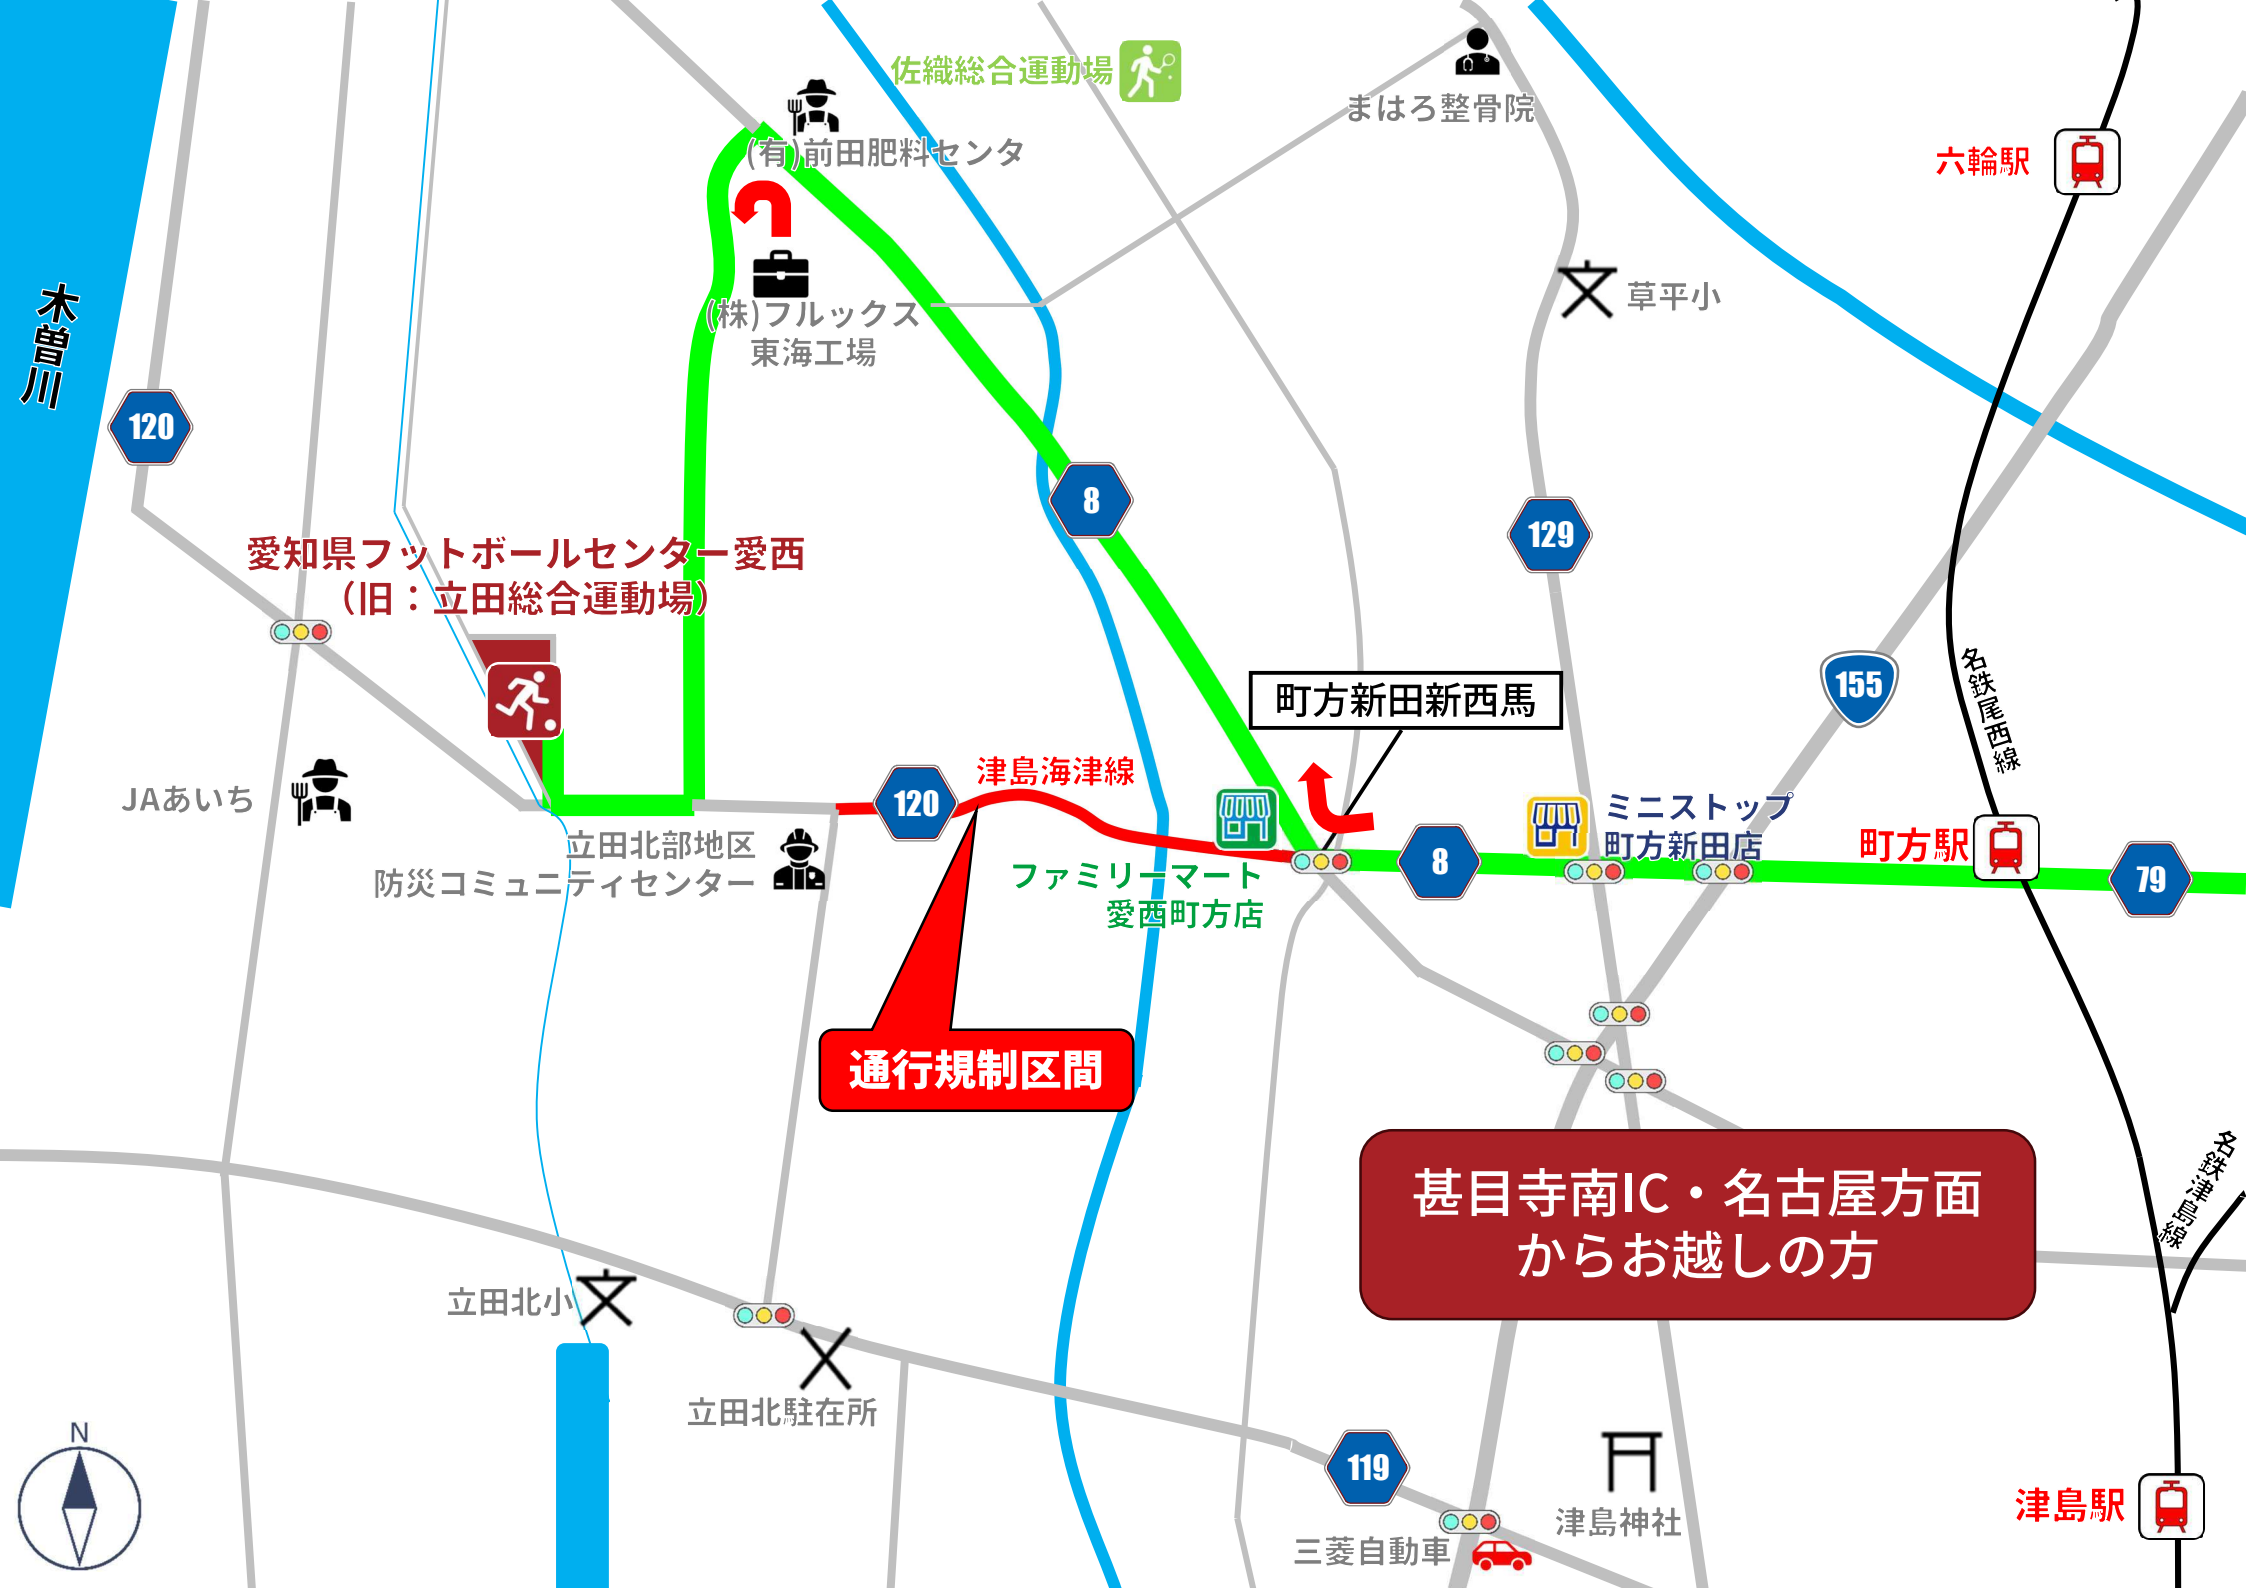 佐織総合運動場
まはろ整骨院
(有)前田肥料センタ
六輪駅
木曽川
(株)フルックス
東海工場
草平小
120
8
129
愛知県フットボールセンター愛西
（旧：立田総合運動場）
町方新田新西馬
155
名鉄尾西線
JAあいち
120
津島海津線
ミニストップ
町方新田店
町方駅
8
79
立田北部地区
防災コミュニティセンター
ファミリーマート
愛西町方店
通行規制区間
甚目寺南IC・名古屋方面
からお越しの方
名鉄津島線
立田北小
立田北駐在所
N
119
三菱自動車
津島神社
津島駅